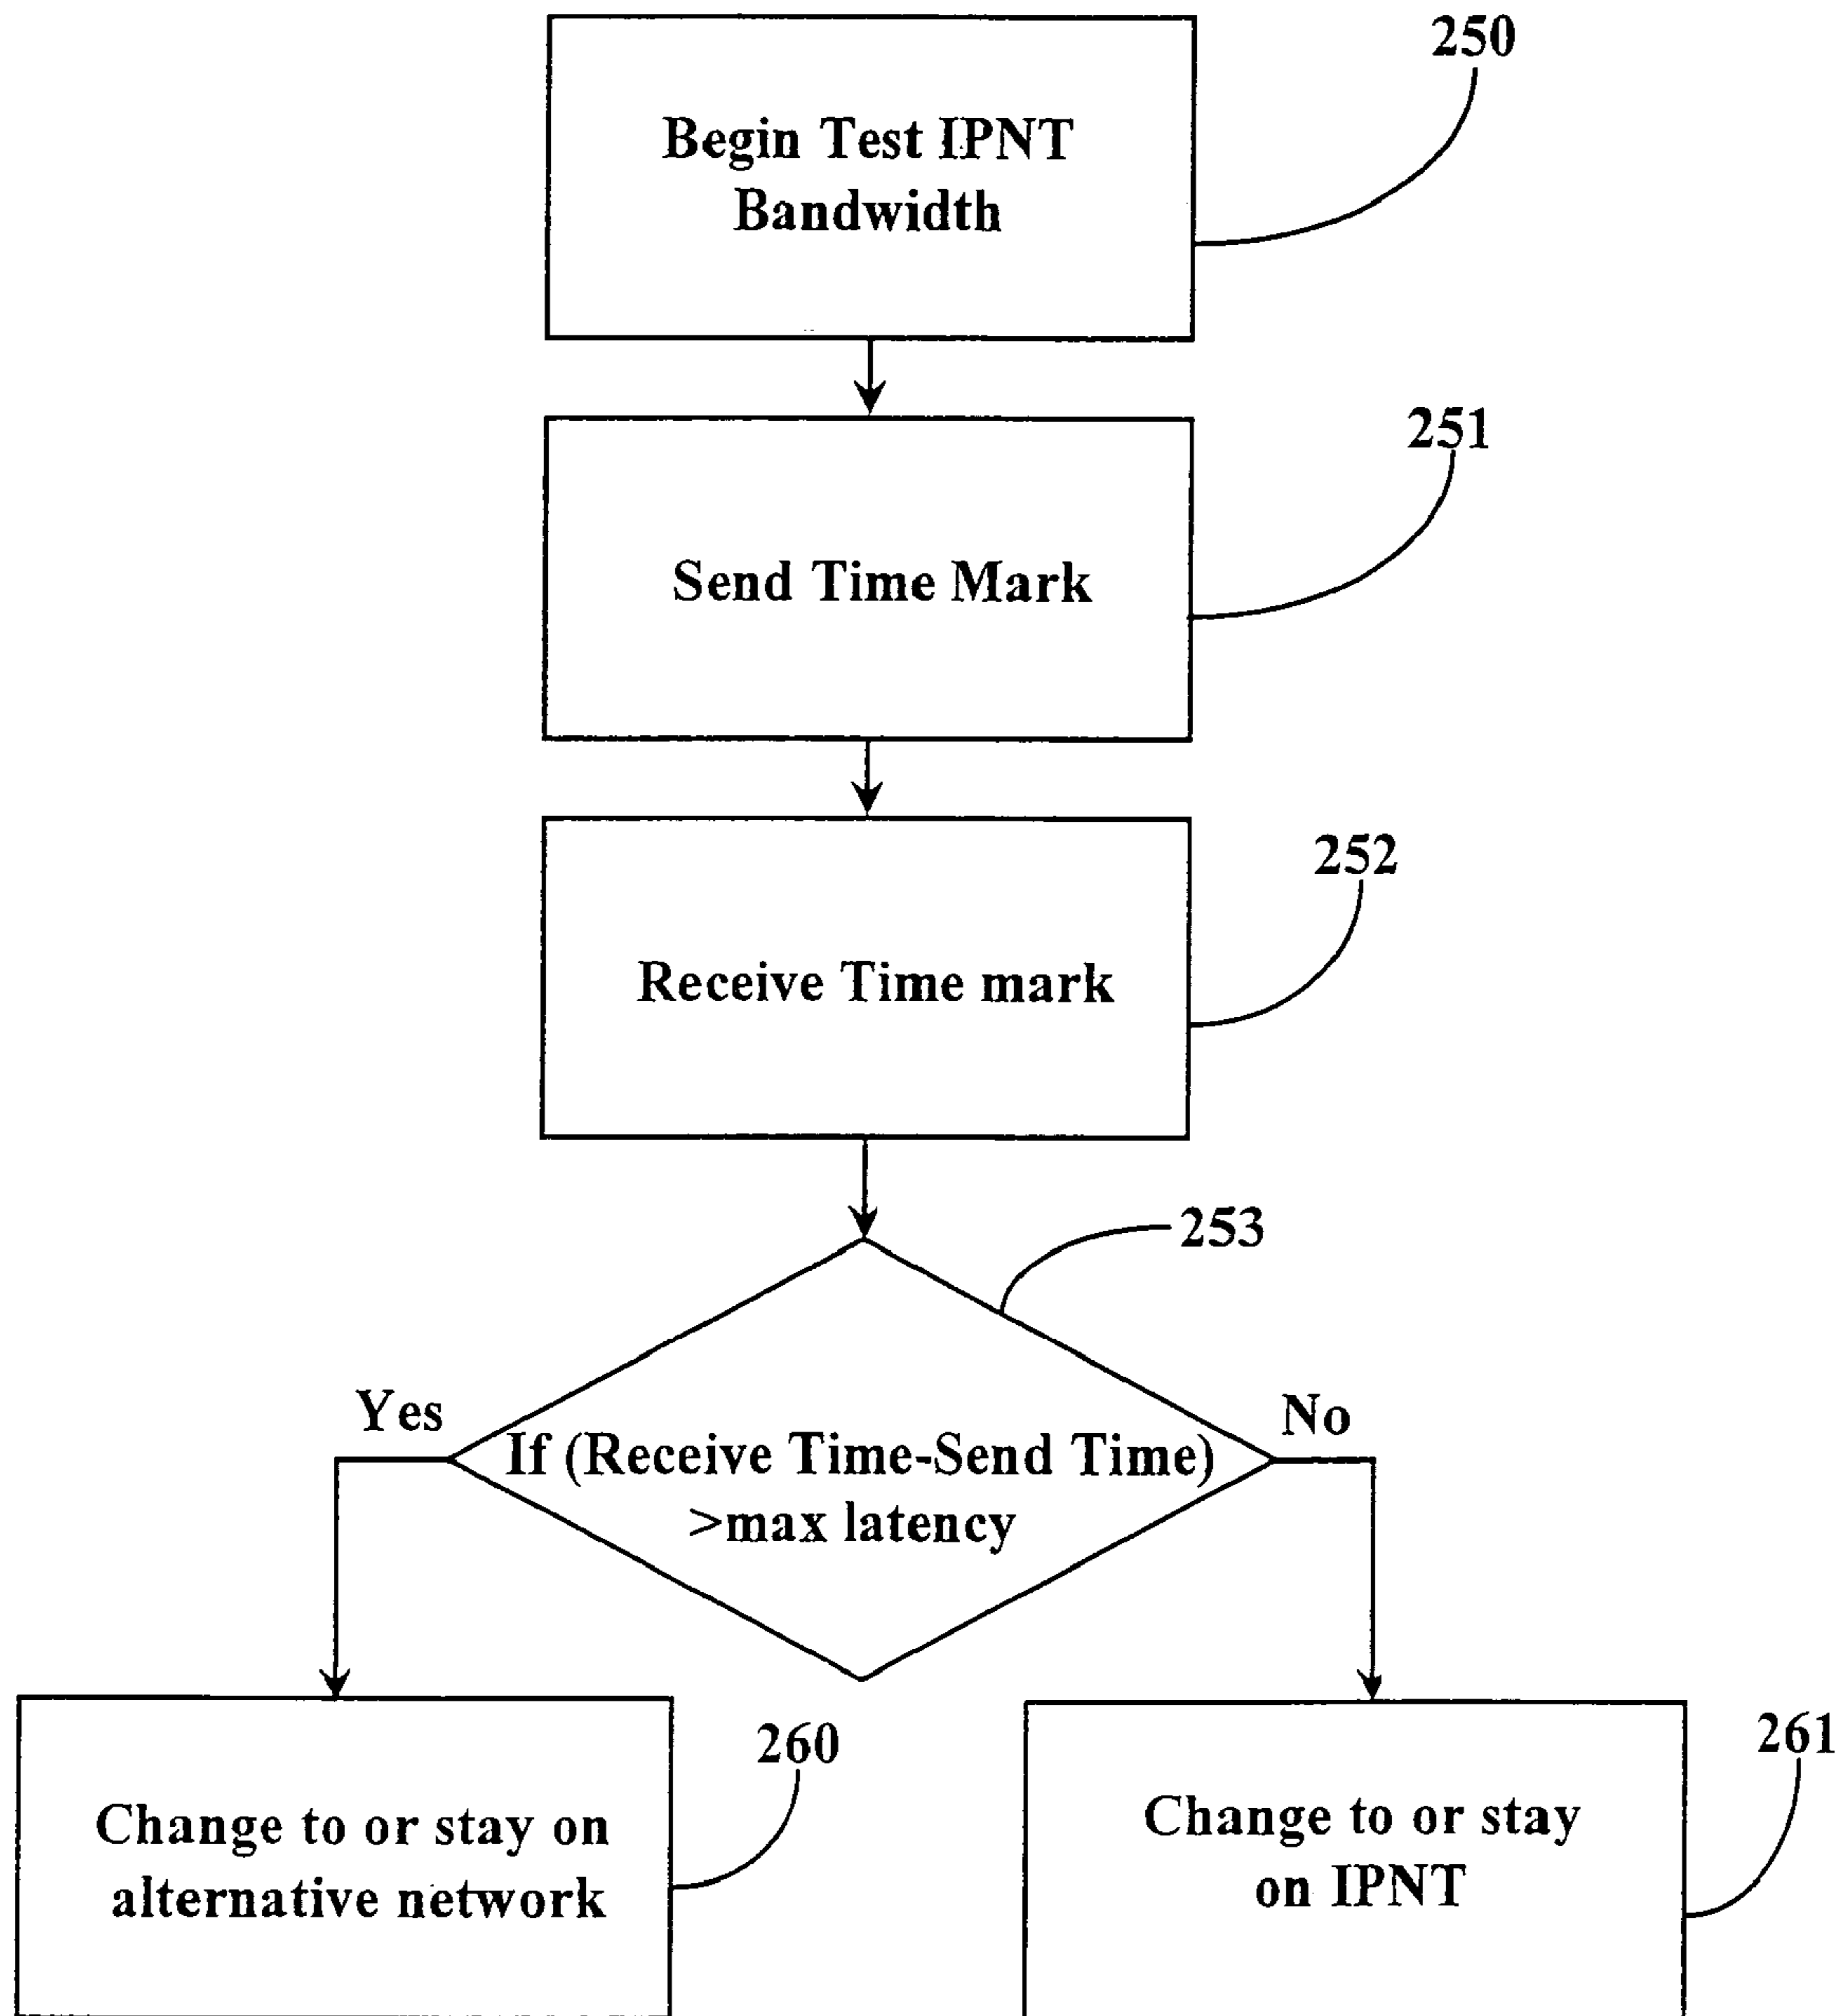 250
Begin Test IPNT
Bandwidth
251
Send Time Mark
252
Receive Time mark
253
Yes
No
If (Receive Time-Send Time)
>max latency
260
261
Change to or stay on
alternative network
Change to or stay
on IPNT